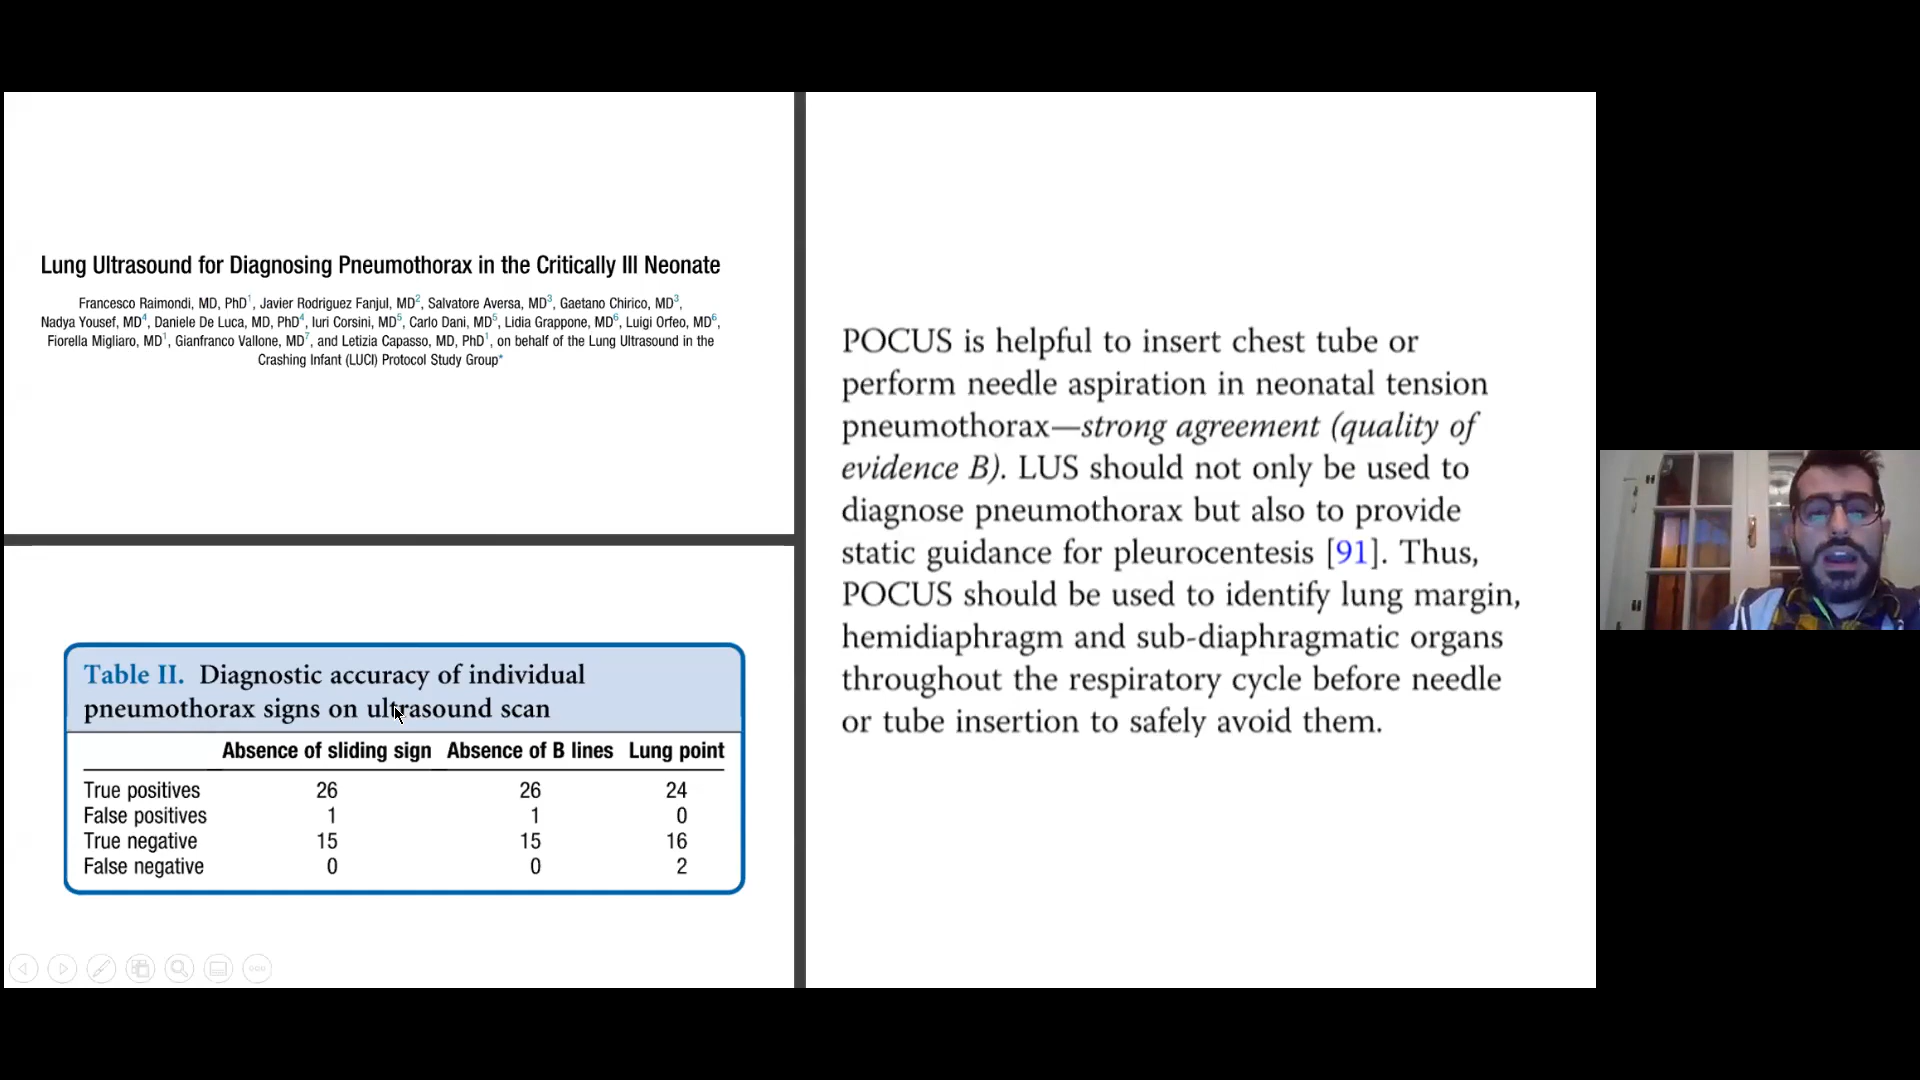 Lung Ultrasound for Diagnosing Pneumothorax in the Critically Ill Neonate
Francesco Raimondi, MD, PhD1, Javier Rodriguez Fanjul, MD2, Salvatore Aversa, MD3, Gaetano Chirico, MD3,
Nadya Yousef, MD4, Daniele De Luca, MD, PhD4, Iuri Corsini, MD5, Carlo Dani, MD5, Lidia Grappone, MD6, Luigi Orfeo, MD6,
Fiorella Migliaro, MD1, Gianfranco Vallone, MD7, and Letizia Capasso, MD, PhD1, on behalf of the Lung Ultrasound in the
Crashing Infant (LUCI) Protocol Study Group*
Table II. Diagnostic accuracy of individual
pneumothorax signs on ultrasound scan
Absence of sliding sign Absence of B lines Lung point
True positives 26 26 24
False positives 1 1 0
True negative 15 15 16
False negative 0 0 2
POCUS is helpful to insert chest tube or
perform needle aspiration in neonatal tension
pneumothorax—strong agreement (quality of
evidence B). LUS should not only be used to
diagnose pneumothorax but also to provide
static guidance for pleurocentesis [91]. Thus,
POCUS should be used to identify lung margin,
hemidiaphragm and sub-diaphragmatic organs
throughout the respiratory cycle before needle
or tube insertion to safely avoid them.